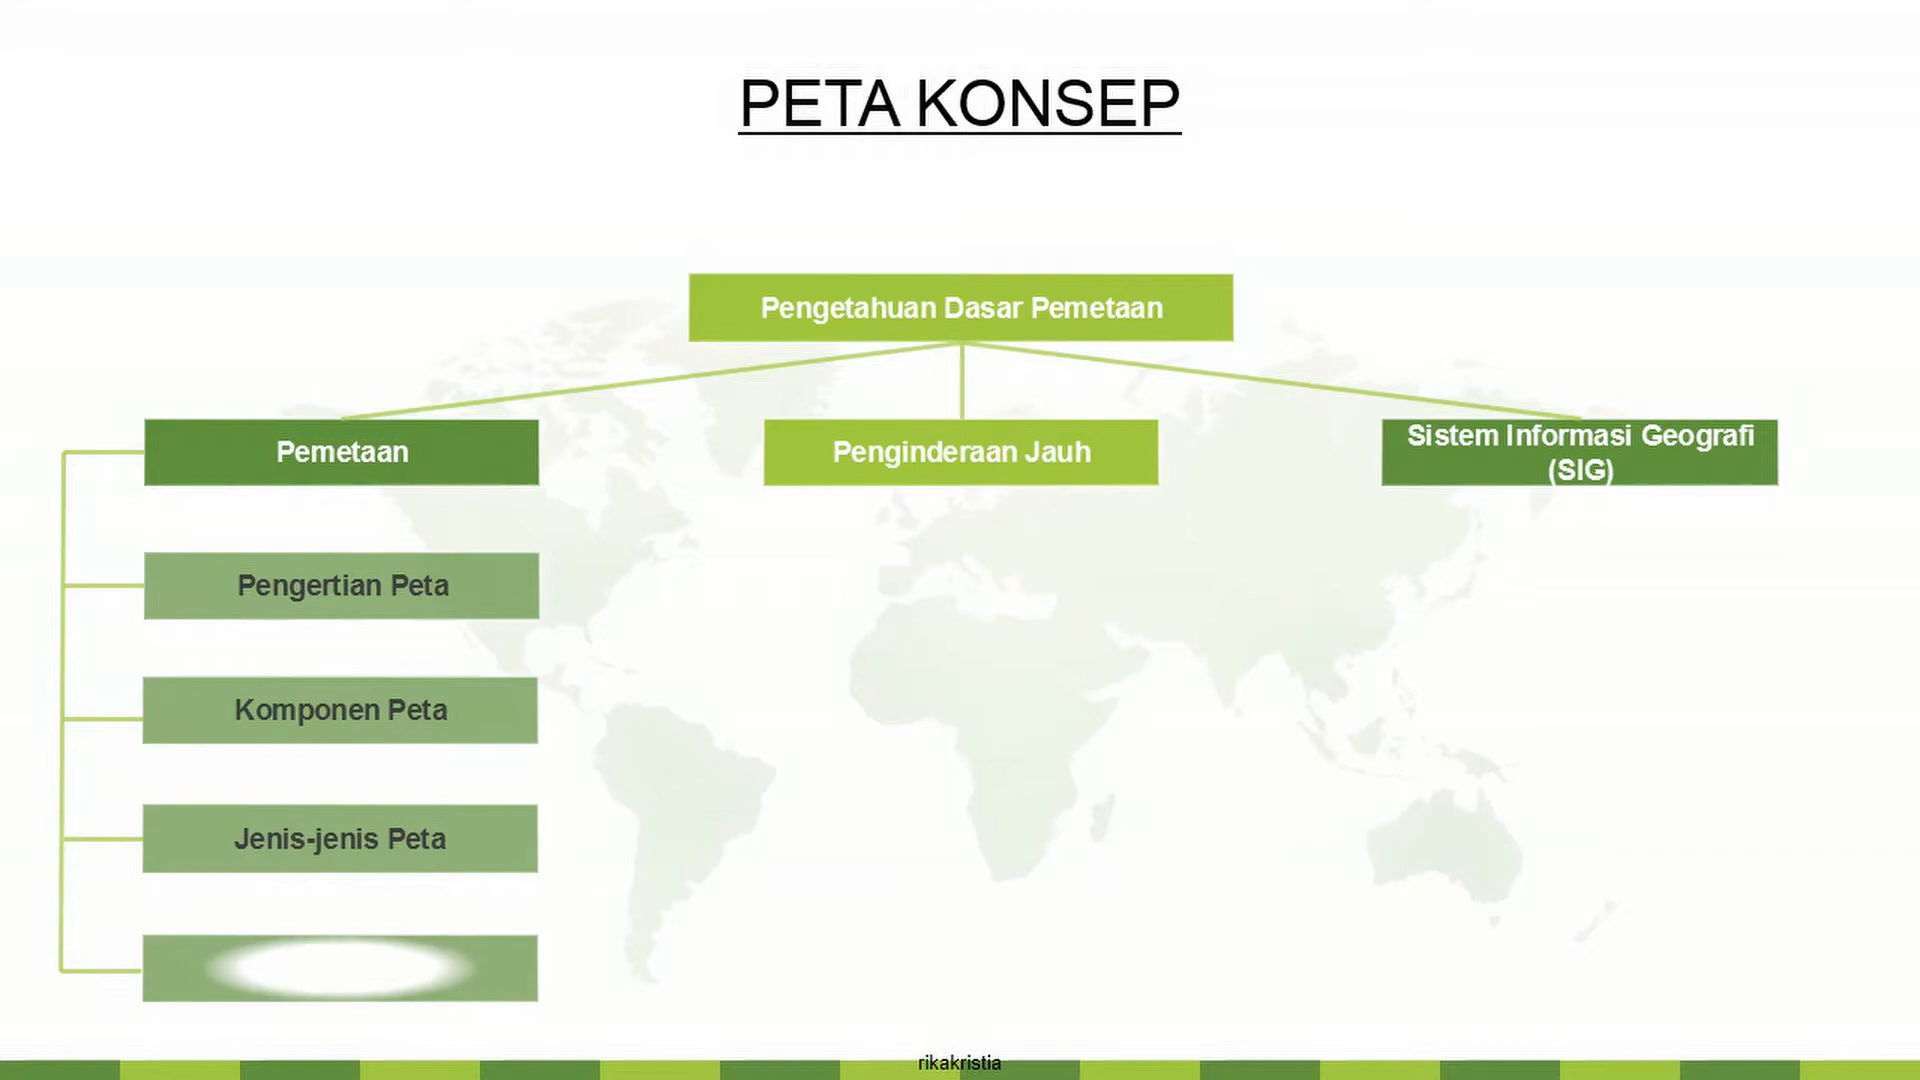 PETA KONSEP
Pengetahuan Dasar Pemetaan
Pemetaan
Penginderaan Jauh
Sistem Informasi Geografi
(SIG)
Pengertian Peta
Komponen Peta
Jenis-jenis Peta
rikakristia